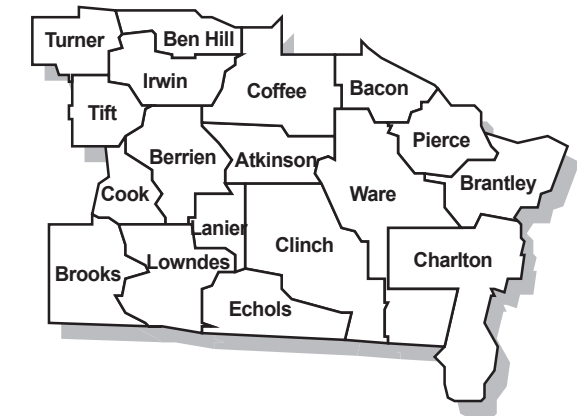 Turner
Ben Hill
Irwin
Coffee
Bacon
Tift
Pierce
Berrien
Atkinson
Brantley
Cook
Ware
Lanier
Clinch
Lowndes
Charlton
Brooks
Echols